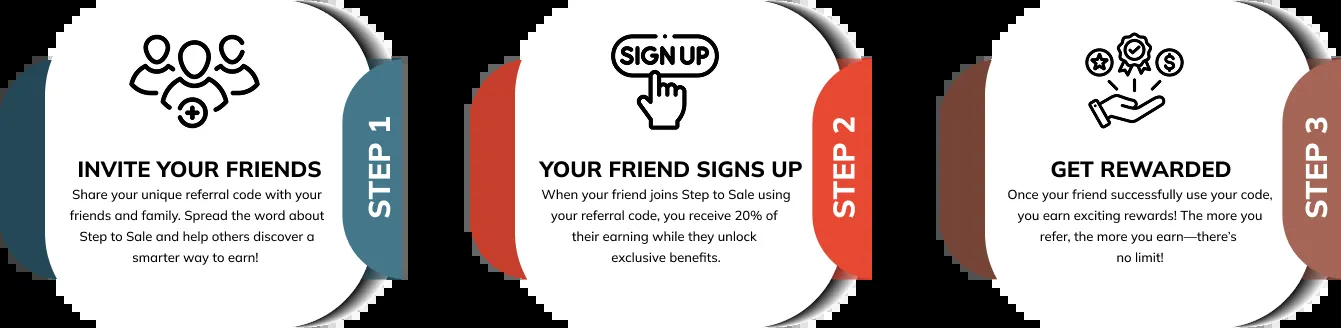 INVITE YOUR FRIENDS
Share your unique referral code with your
friends and family. Spread the word about
Step to Sale and help others discover a
smarter way to earn!
STEP 1
SIGN UP
YOUR FRIEND SIGNS UP
When your friend joins Step to Sale using
your referral code, you receive 20% of
their earning while they unlock
exclusive benefits.
STEP 2
$
GET REWARDED
Once your friend successfully use your code,
you earn exciting rewards! The more you
refer, the more you earn—there's
no limit!
STEP 3